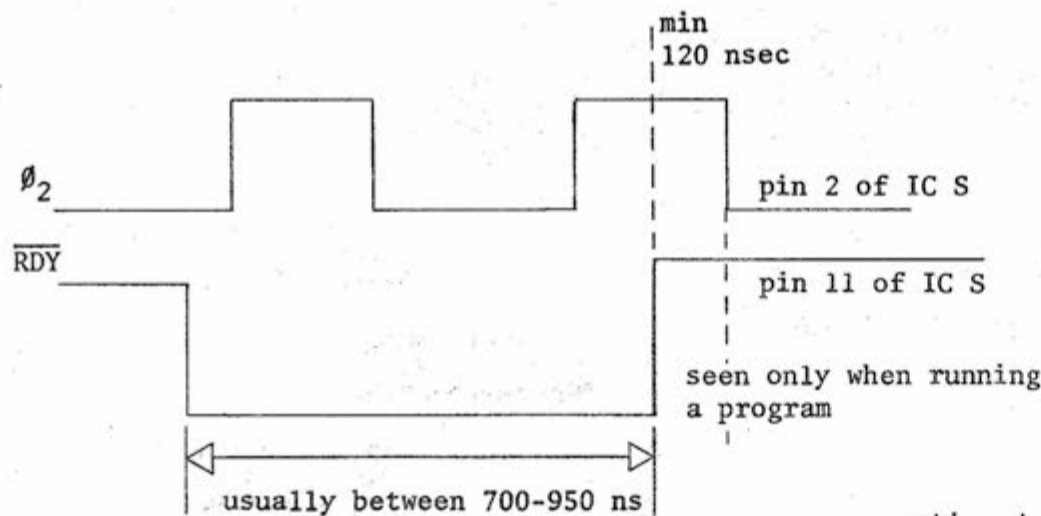 min
120 nsec
Ø₂
pin 2 of IC S
RDY
pin 11 of IC S
seen only when running
a program
usually between 700-950 ns